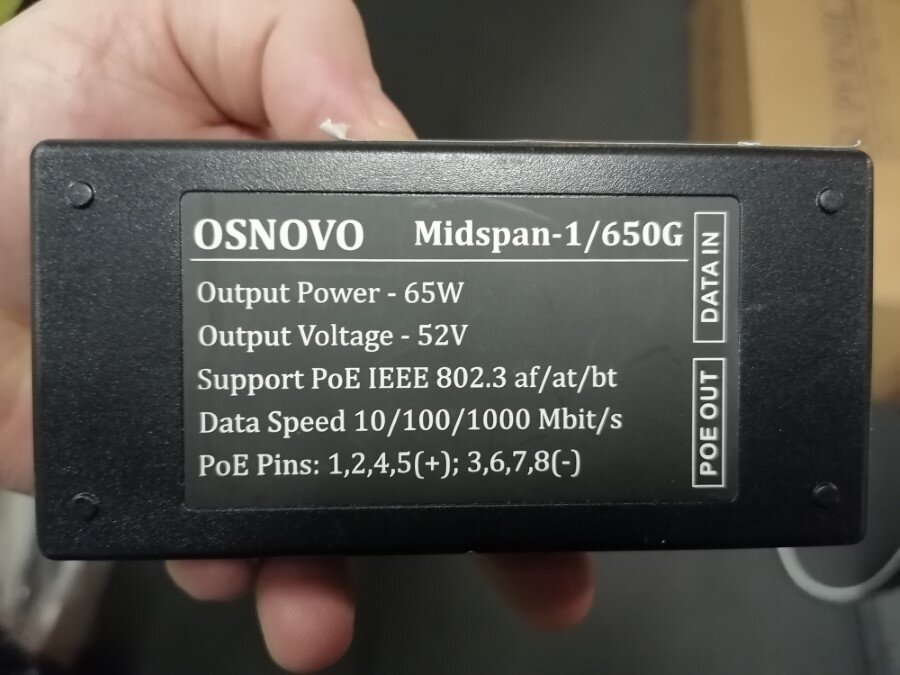 OSNOVO Midspan-1/650G
Output Power - 65W
Output Voltage - 52V
Support PoE IEEE 802.3 af/at/bt
Data Speed 10/100/1000 Mbit/s
PoE Pins: 1,2,4,5(+); 3,6,7,8(-)
DATA IN
POE OUT